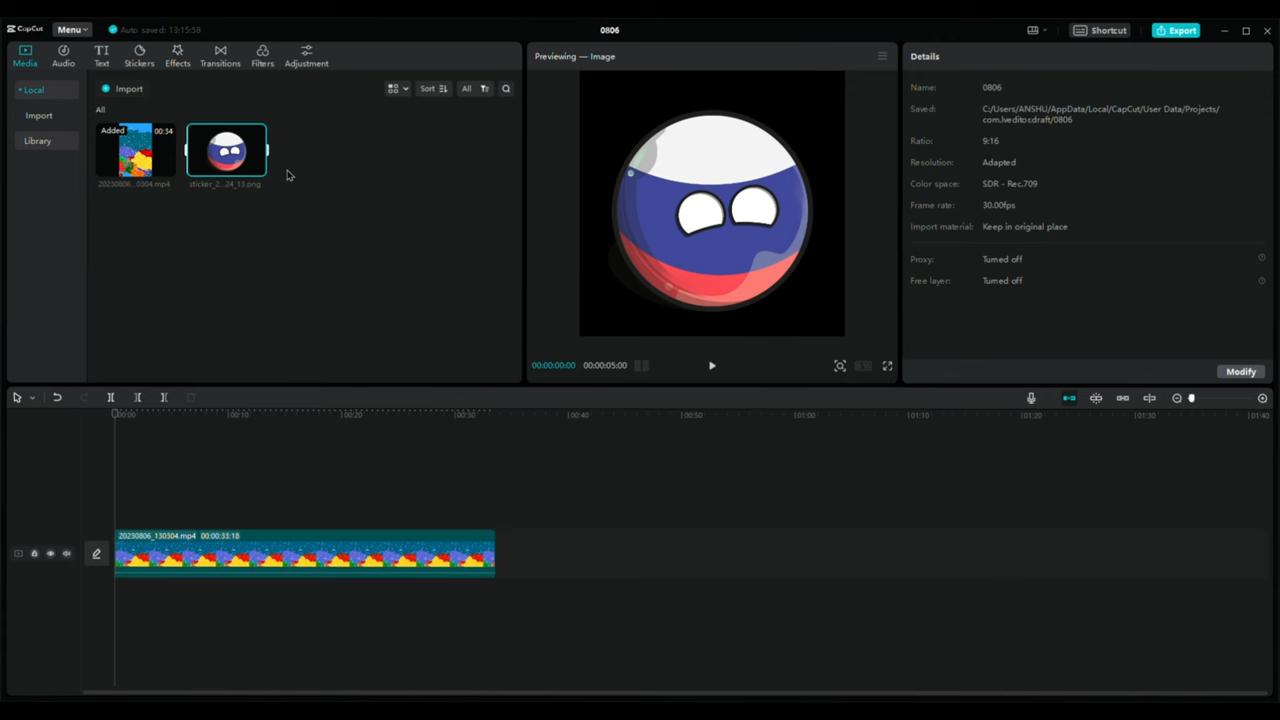 CapCut Menu Auto saved: 13:15:58 0806 Shortcut Export
Media Audio Text Stickers Effects Transitions Filters Adjustment
Local
Import
Library
Import Sort All
All
Added 00:34
20230806...0304.mp4 sticker_2...24_13.png
Previewing — Image
00:00:00:00 00:00:05:00
Details
Name: 0806
Saved: C:/Users/ANSHU/AppData/Local/CapCut/User Data/Projects/
com.lveditor.draft/0806
Ratio: 9:16
Resolution: Adapted
Color space: SDR - Rec.709
Frame rate: 30.00fps
Import material: Keep in original place
Proxy: Turned off
Free layer: Turned off
Modify
00:00 00:10 00:20 00:30 00:40 00:50 01:00 01:10 01:20 01:30 01:40
20230806_130304.mp4 00:00:33:18